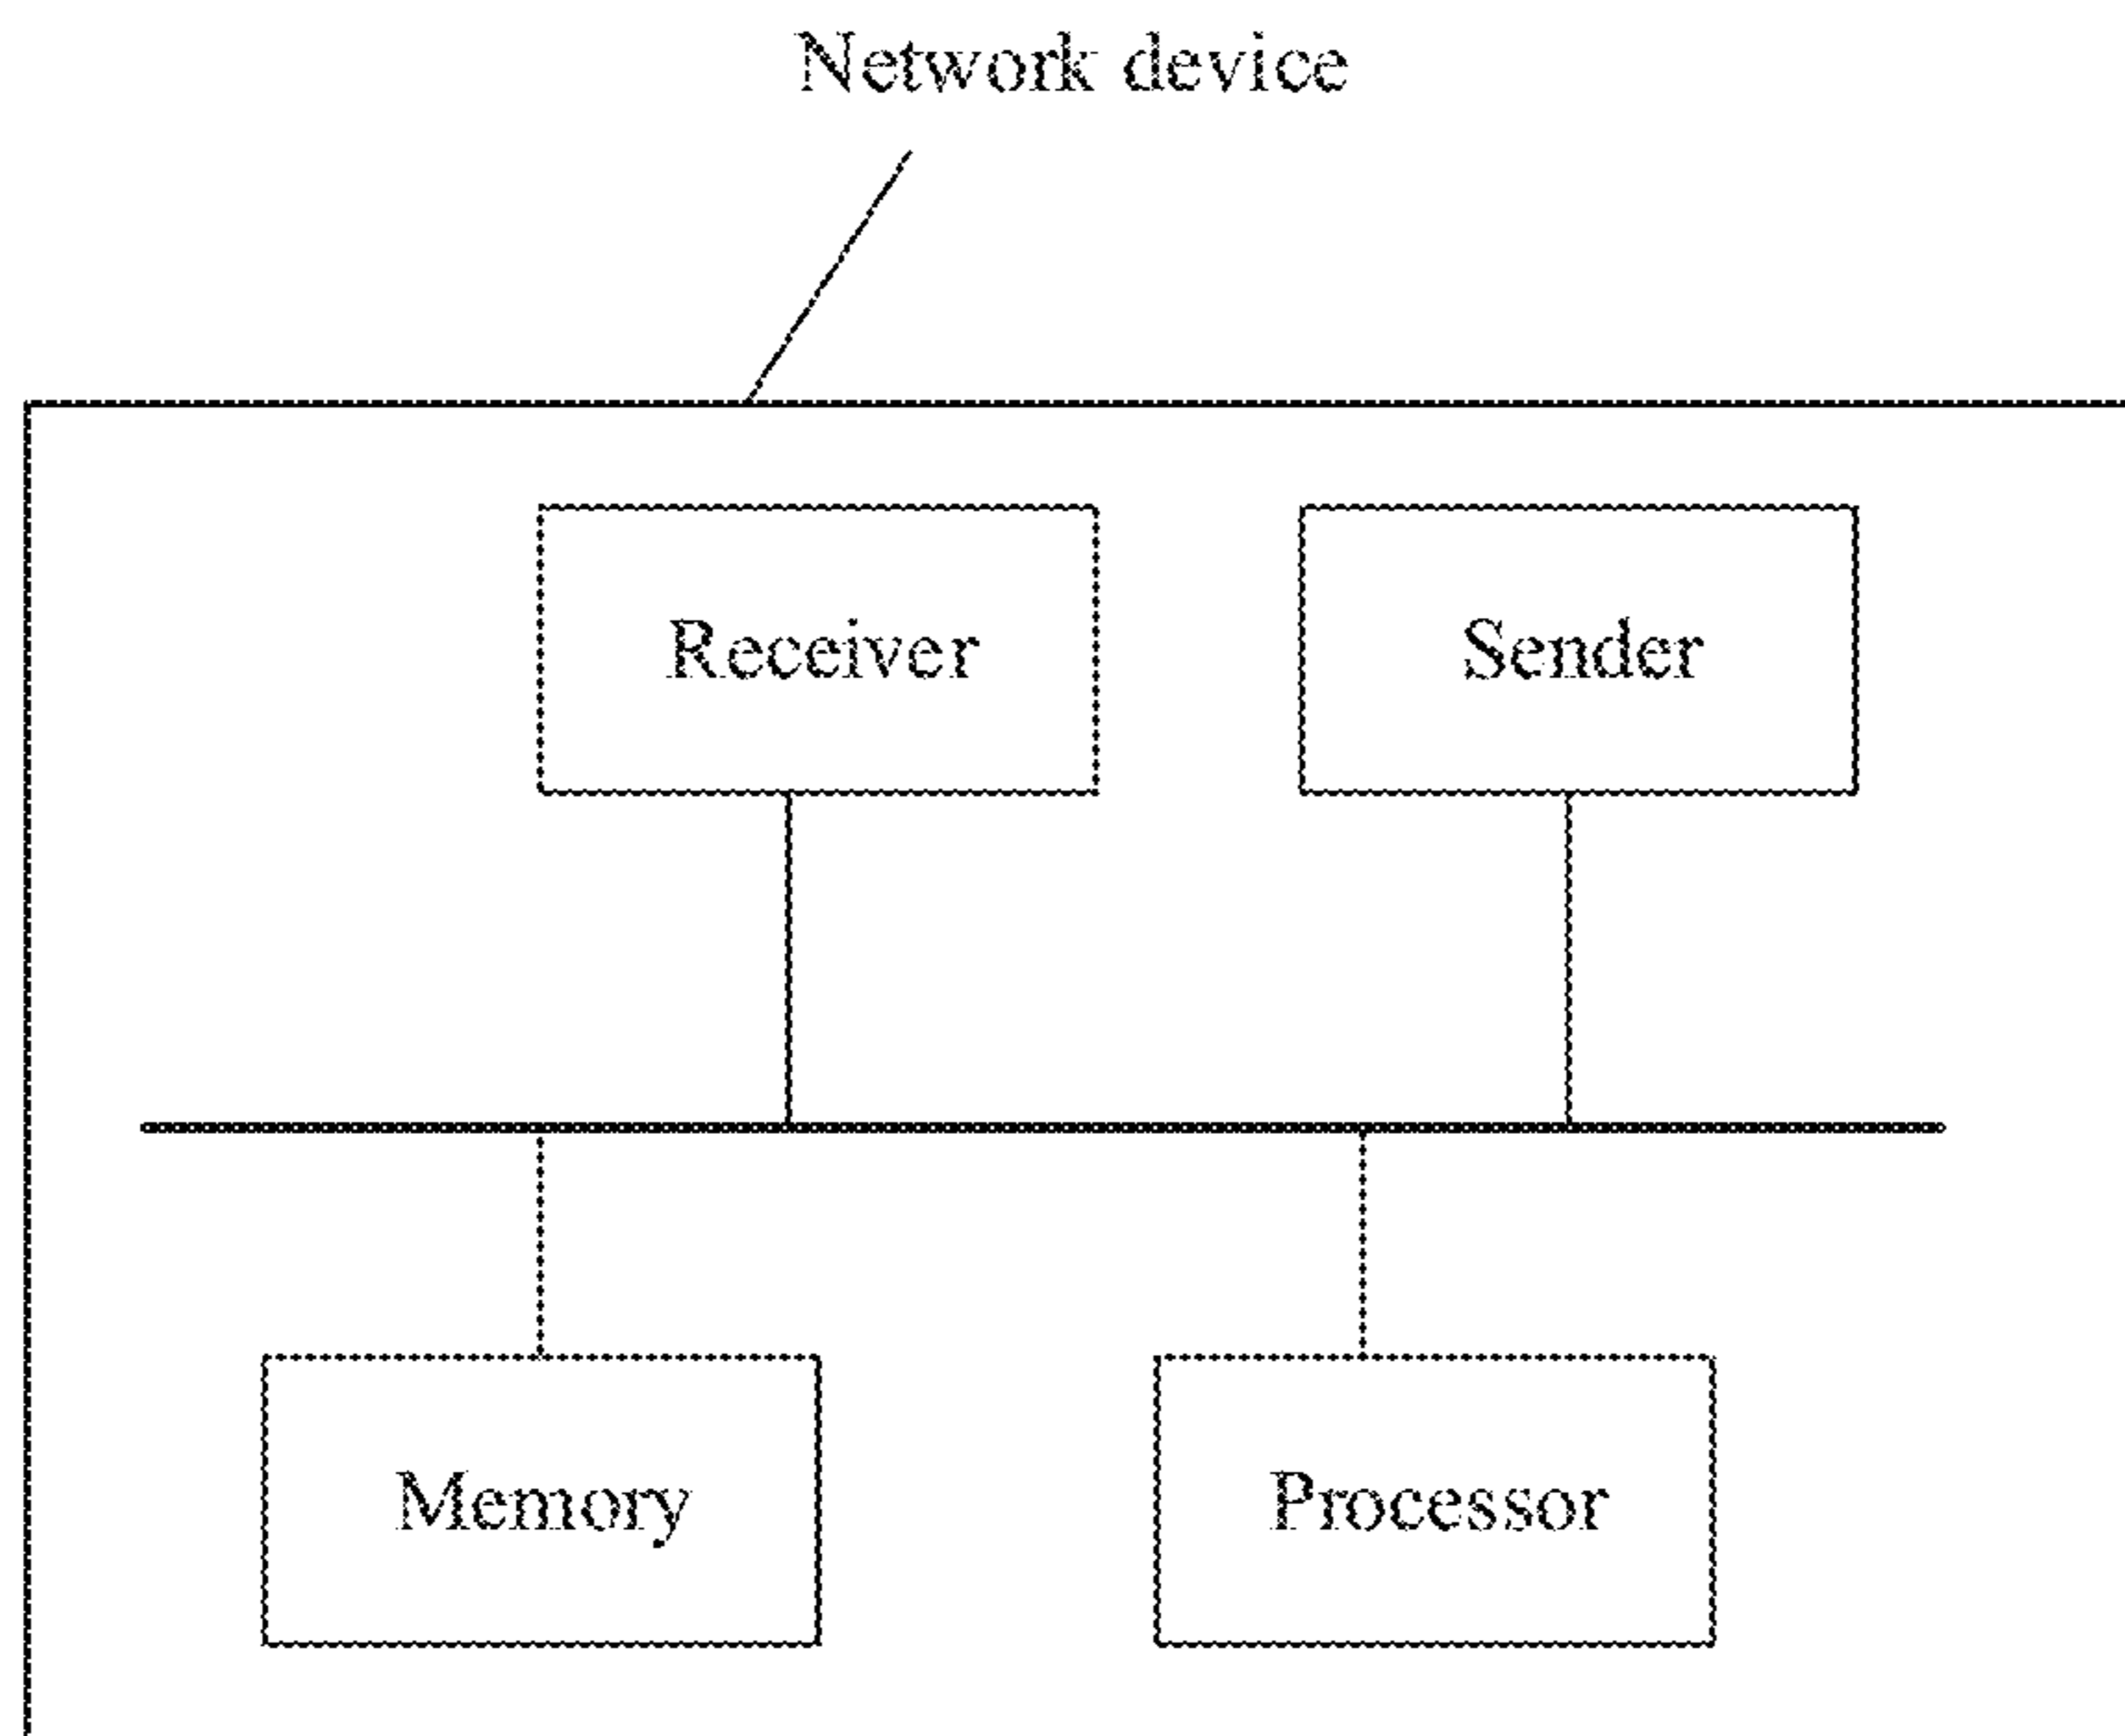 Network device
Receiver
Sender
Memory
Processor